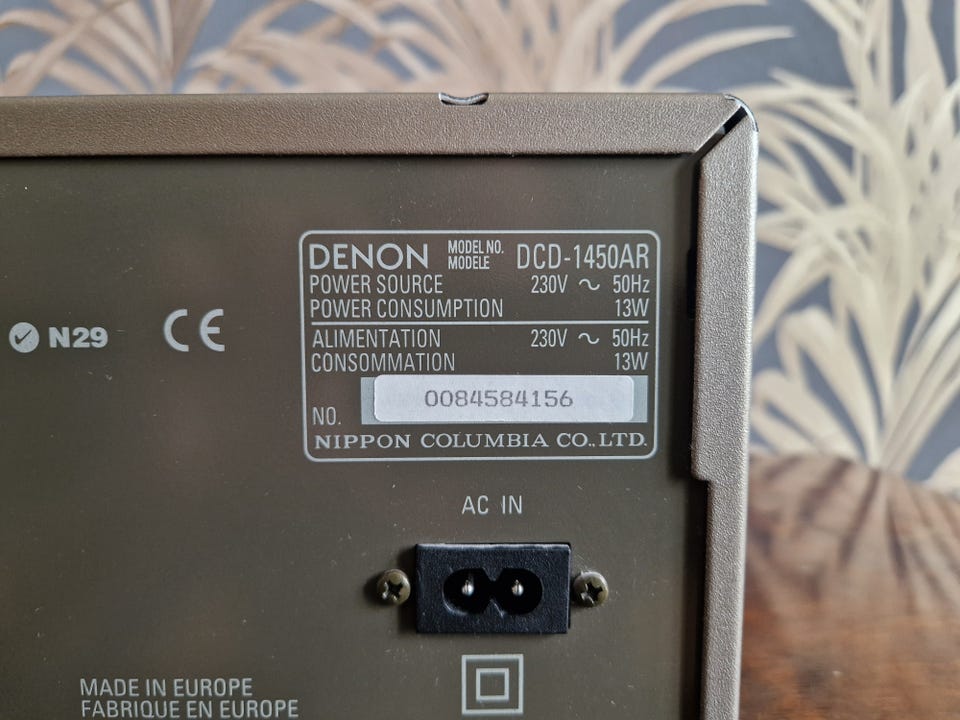 DENON MODEL NO. MODELE DCD-1450AR
POWER SOURCE 230V ~ 50Hz
POWER CONSUMPTION 13W
ALIMENTATION 230V ~ 50Hz
CONSOMMATION 13W
NO. 0084584156
NIPPON COLUMBIA CO.,LTD.
N29 CE
AC IN
MADE IN EUROPE
FABRIQUE EN EUROPE